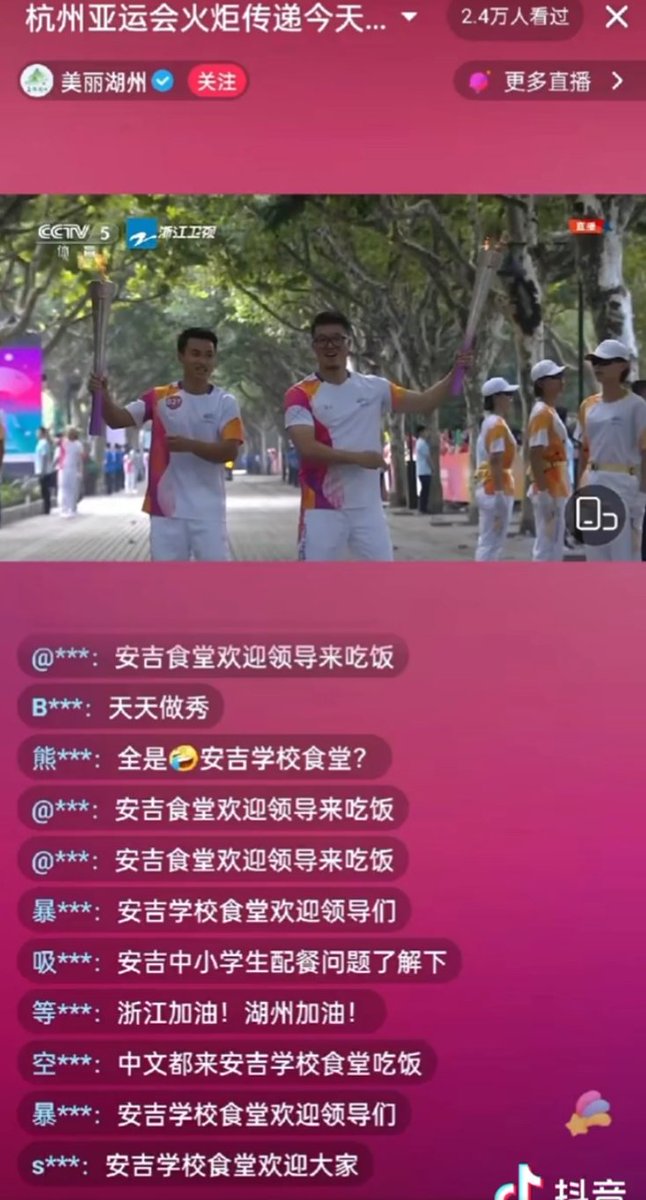 杭州亚运会火炬传递今天...
2.4万人看过
美丽湖州
关注
更多直播
CCTV 5
体育
浙江卫视
直播
021
@***：安吉食堂欢迎领导来吃饭
B***：天天做秀
熊***：全是🤣安吉学校食堂？
@***：安吉食堂欢迎领导来吃饭
@***：安吉食堂欢迎领导来吃饭
暴***：安吉学校食堂欢迎领导们
吸***：安吉中小学生配餐问题了解下
等***：浙江加油！湖州加油！
空***：中文都来安吉学校食堂吃饭
暴***：安吉学校食堂欢迎领导们
s***：安吉学校食堂欢迎大家
抖音